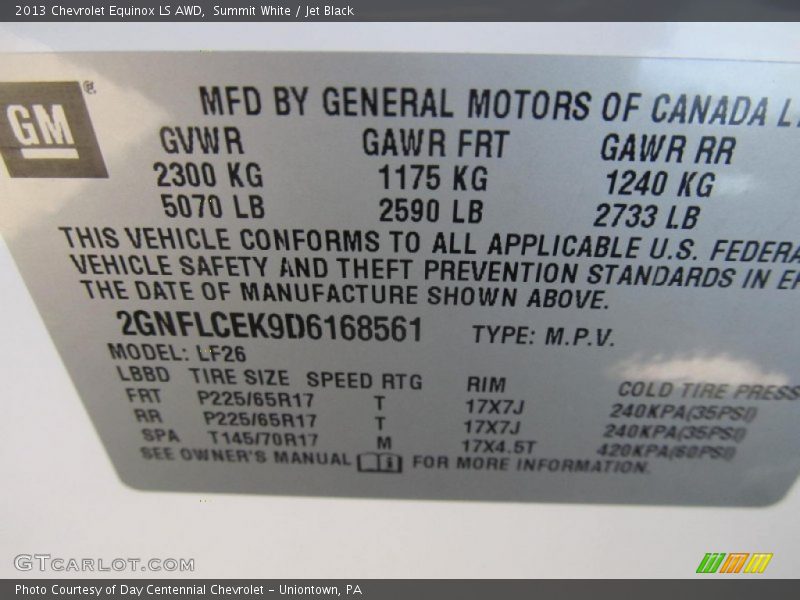 2013 Chevrolet Equinox LS AWD, Summit White / Jet Black
GM ®
MFD BY GENERAL MOTORS OF CANADA
GVWR GAWR FRT GAWR RR
2300 KG 1175 KG 1240 KG
5070 LB 2590 LB 2733 LB
THIS VEHICLE CONFORMS TO ALL APPLICABLE U.S. FEDERA
VEHICLE SAFETY AND THEFT PREVENTION STANDARDS IN EF
THE DATE OF MANUFACTURE SHOWN ABOVE.
2GNFLCEK9D6168561 TYPE: M.P.V.
MODEL: LF26
LBBD TIRE SIZE SPEED RTG RIM COLD TIRE PRESS
FRT P225/65R17 T 17X7J 240KPA(35PSI)
RR P225/65R17 T 17X7J 240KPA(35PSI)
SPA T145/70R17 M 17X4.5T 420KPA(60PSI)
SEE OWNER'S MANUAL FOR MORE INFORMATION.
GTCARLOT.COM
Photo Courtesy of Day Centennial Chevrolet - Uniontown, PA